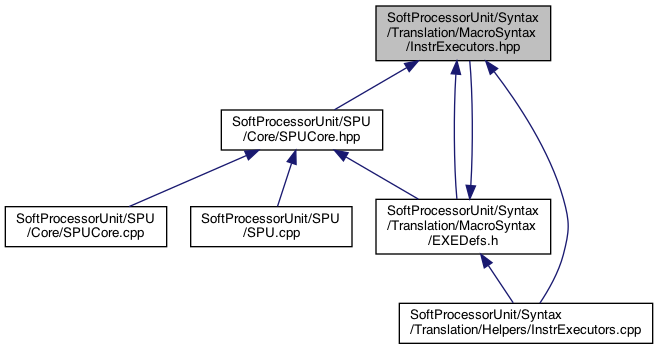 SoftProcessorUnit/Syntax
/Translation/MacroSyntax
/InstrExecutors.hpp
SoftProcessorUnit/SPU
/Core/SPUCore.hpp
SoftProcessorUnit/SPU
/Core/SPUCore.cpp
SoftProcessorUnit/SPU
/SPU.cpp
SoftProcessorUnit/Syntax
/Translation/MacroSyntax
/EXEDefs.h
SoftProcessorUnit/Syntax
/Translation/Helpers/InstrExecutors.cpp